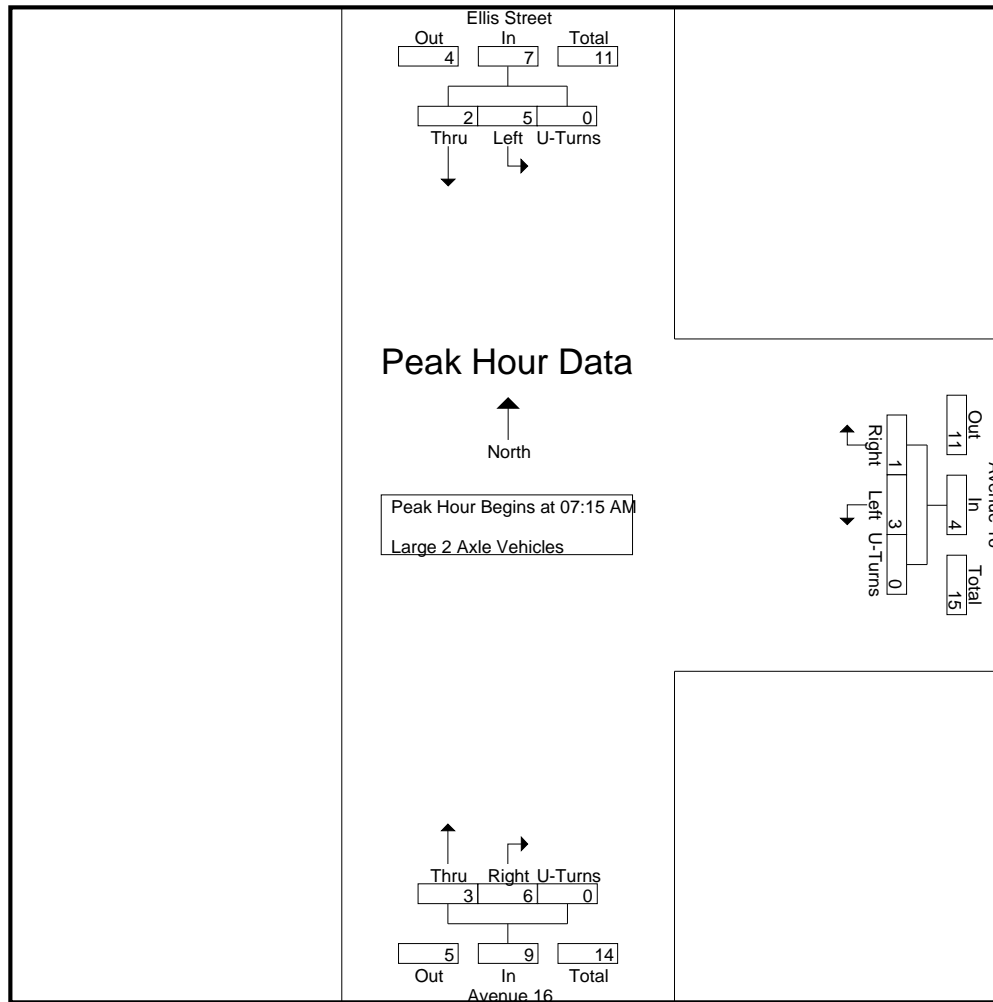 Ellis Street
Out In Total
4 7 11
2 5 0
Thru Left U-Turns
Peak Hour Data
North
Peak Hour Begins at 07:15 AM
Large 2 Axle Vehicles
Out In Total
11 4 15
1 3 0
Right Left U-Turns
Thru Right U-Turns
3 6 0
5 9 14
Out In Total
Avenue 16